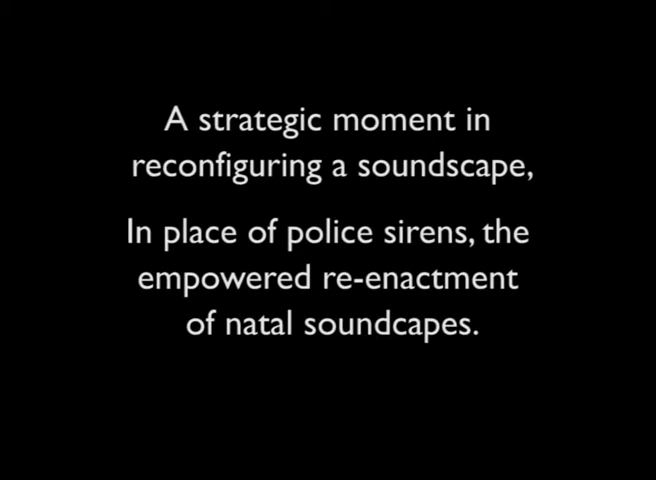 A strategic moment in
reconfiguring a soundscape,
In place of police sirens, the
empowered re-enactment
of natal soundcapes.